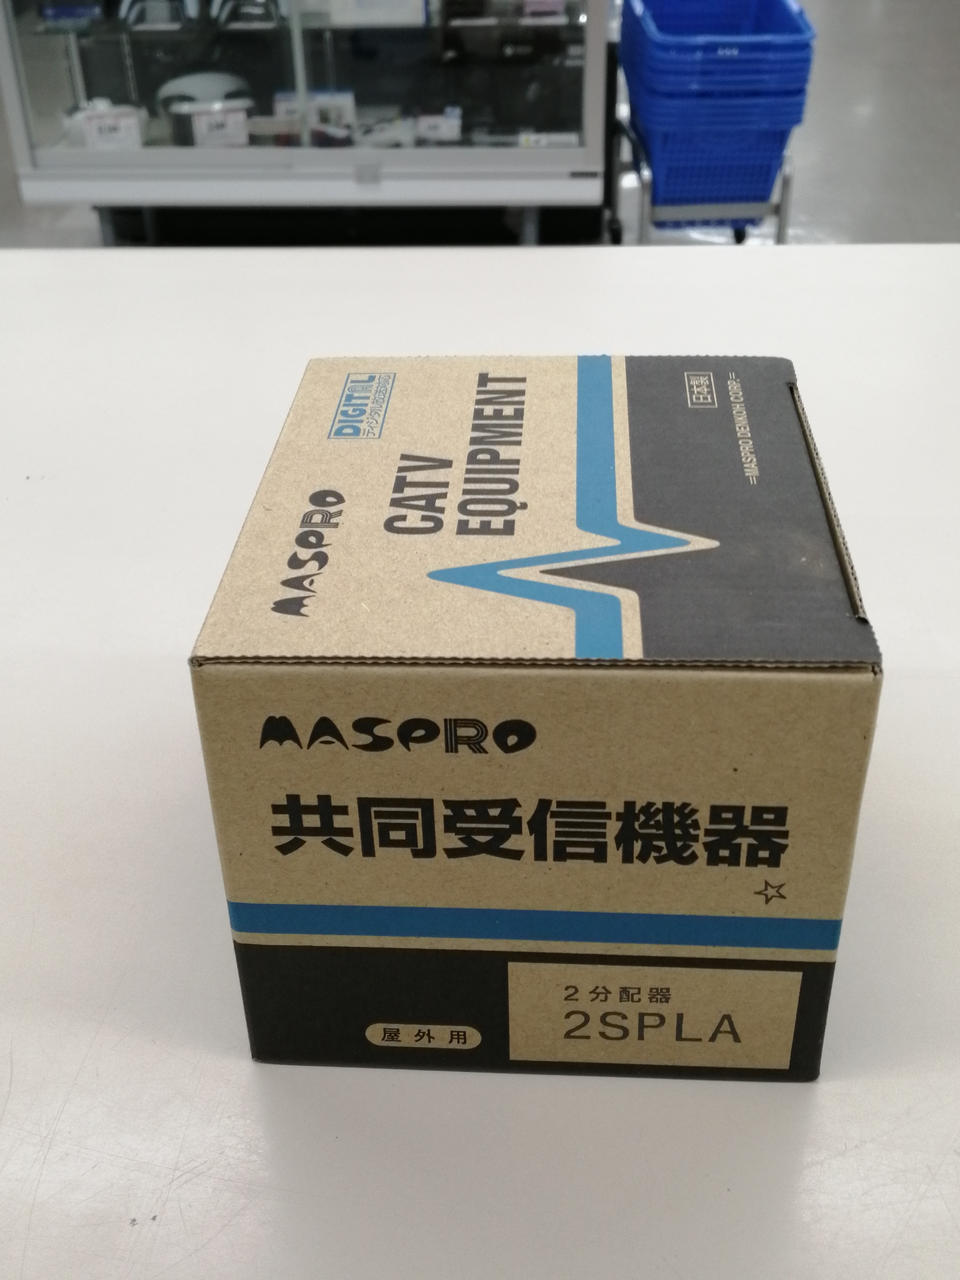 DIGITAL
ディジタル放送対応
MASPRO
CATV
EQUIPMENT
日本製
=MASPRO DENKOH CORP.=
MASPRO
共同受信機器
☆
屋外用
2分配器
2SPLA